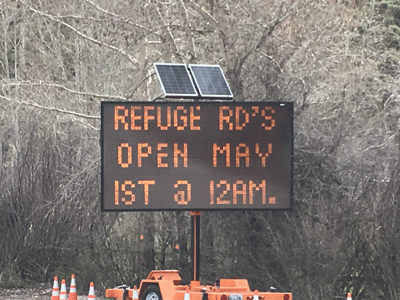 REFUGE RD'S
OPEN MAY
1ST @ 12AM.